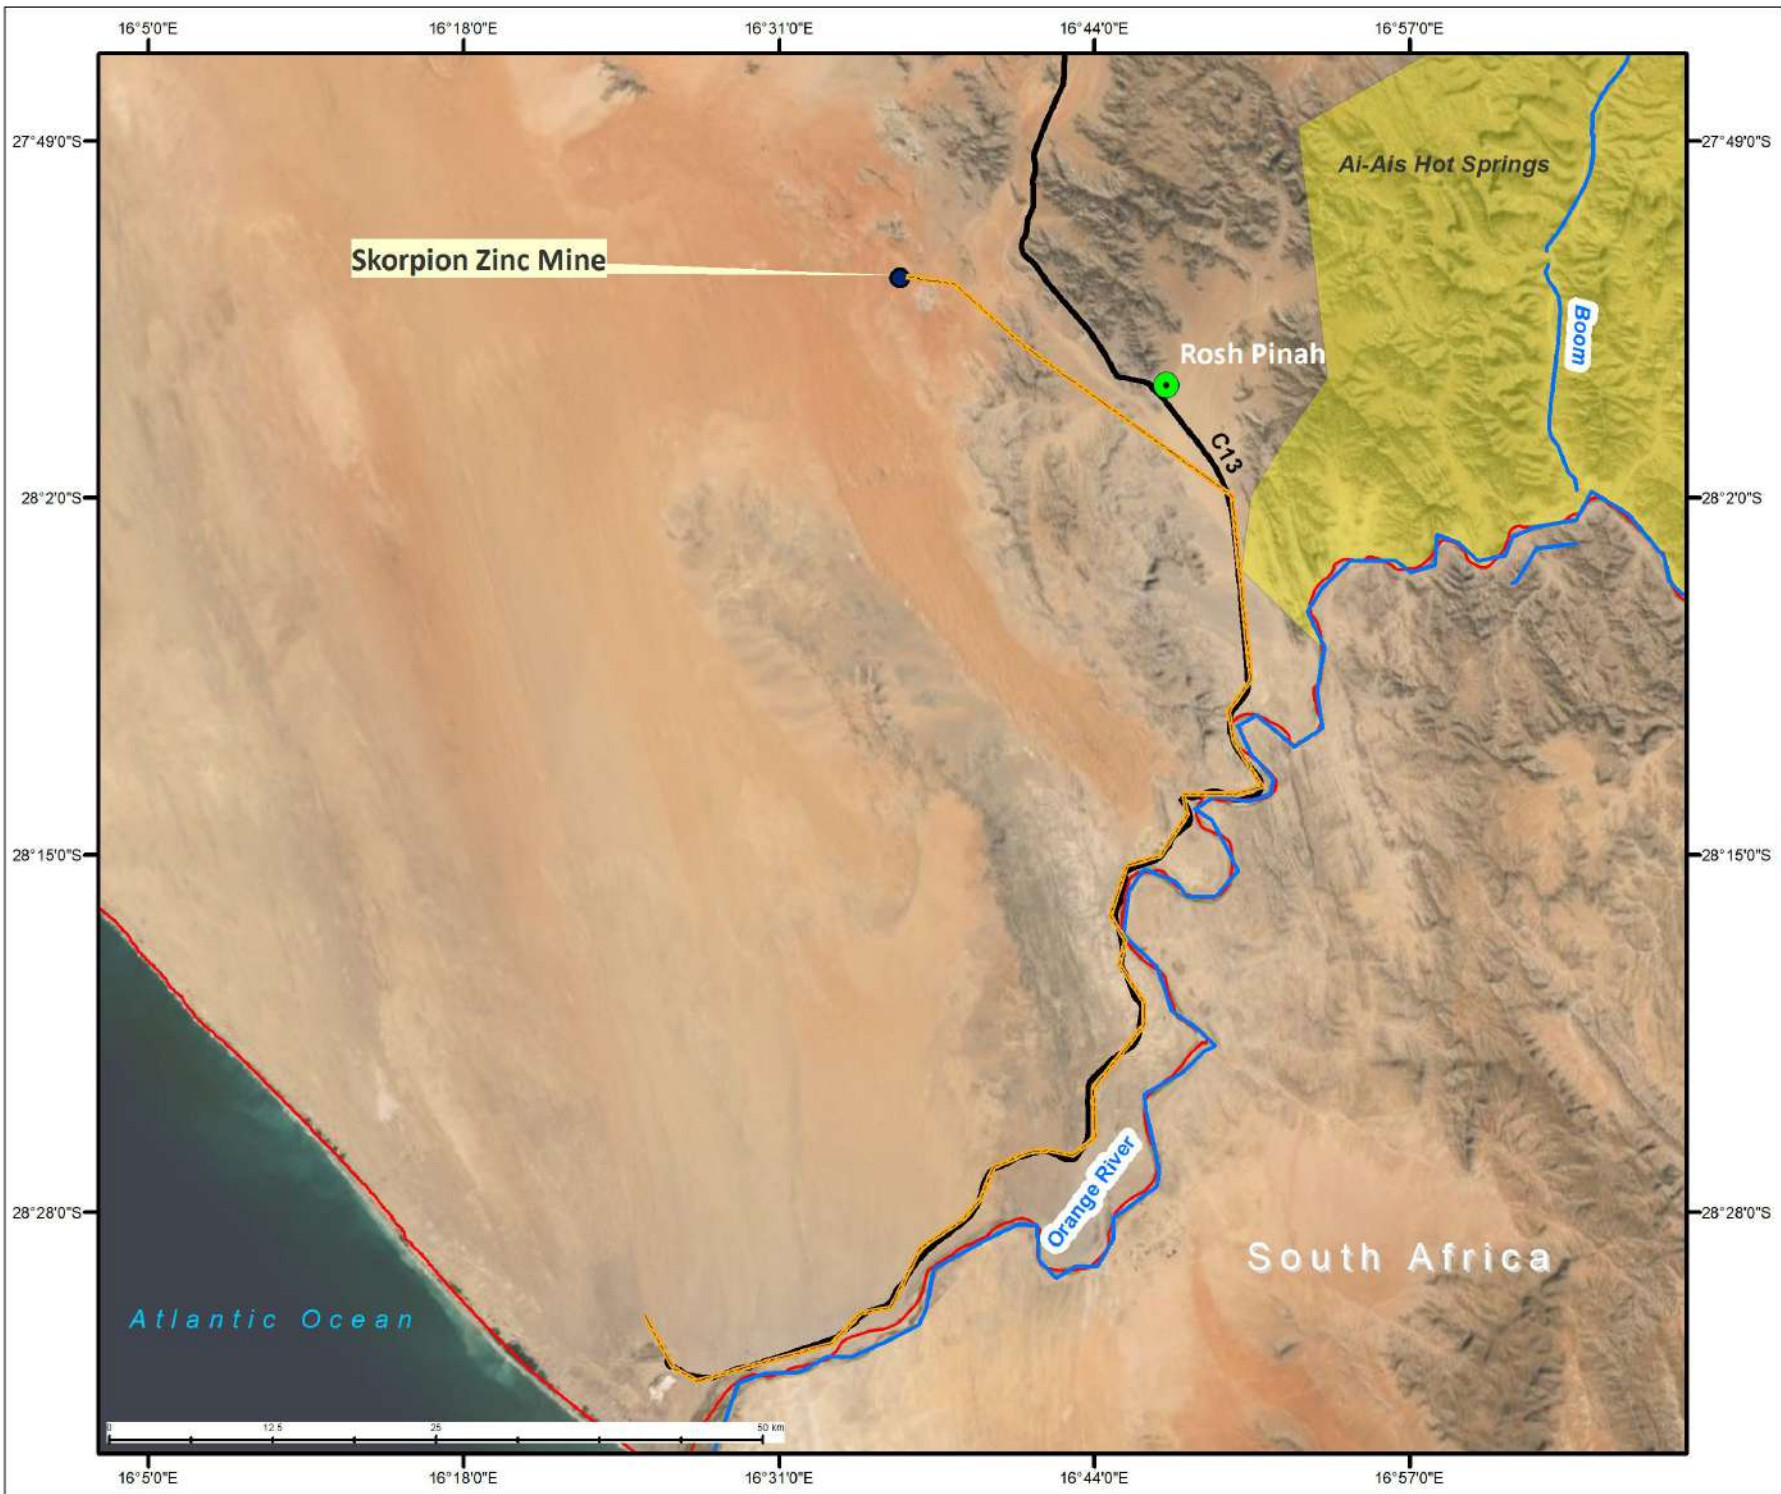 16°5'0"E
16°18'0"E
16°31'0"E
16°44'0"E
16°57'0"E
27°49'0"S
27°49'0"S
Ai-Ais Hot Springs
Skorpion Zinc Mine
Boom
Rosh Pinah
C13
28°2'0"S
28°2'0"S
28°15'0"S
28°15'0"S
Orange River
28°28'0"S
28°28'0"S
South Africa
Atlantic Ocean
0
12.5
25
50 km
16°5'0"E
16°18'0"E
16°31'0"E
16°44'0"E
16°57'0"E